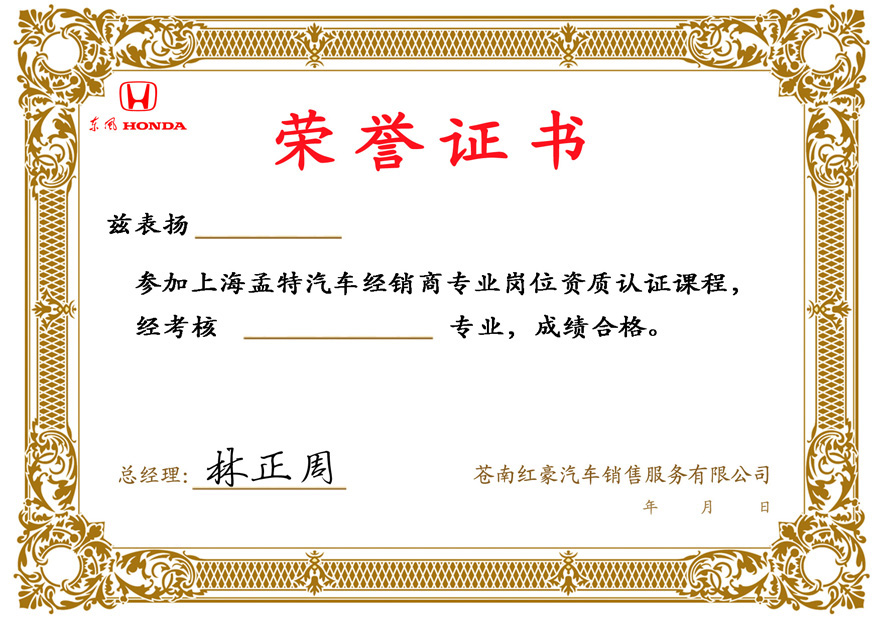 东风 HONDA
荣誉证书
兹表扬
参加上海孟特汽车经销商专业岗位资质认证课程，
经考核 专业，成绩合格。
总经理: 林正周
苍南红豪汽车销售服务有限公司
年 月 日